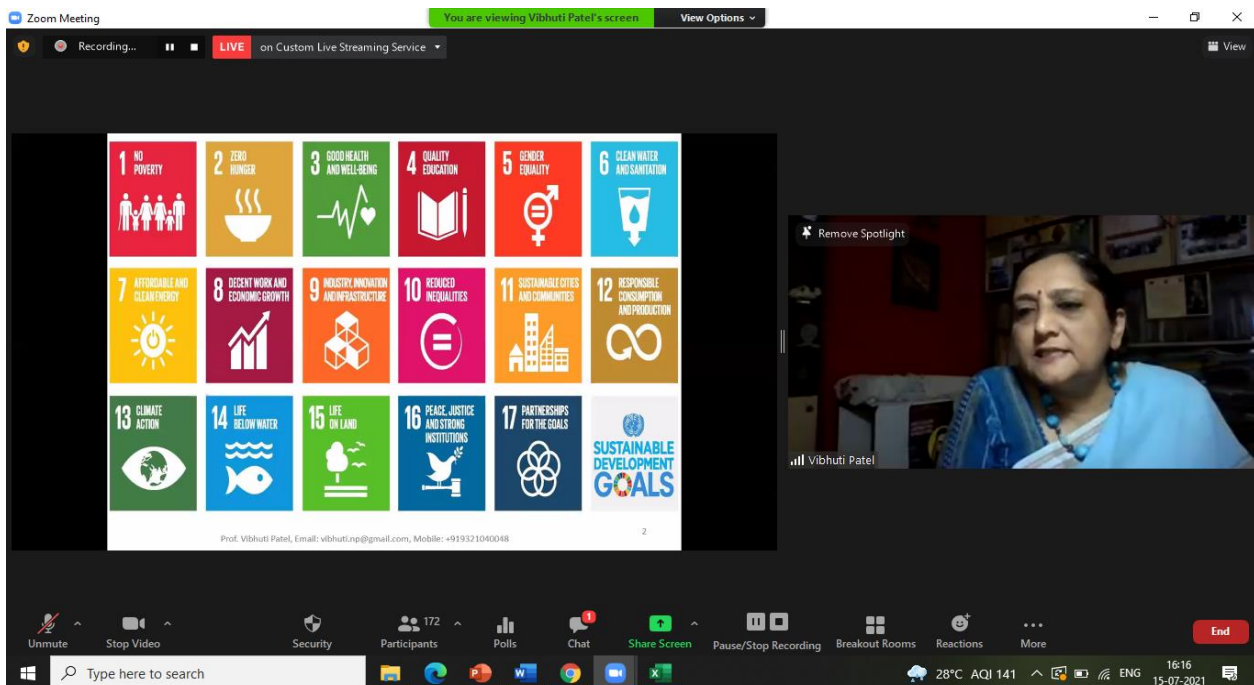 Zoom Meeting
You are viewing Vibhuti Patel's screen
View Options
Recording...
LIVE
on Custom Live Streaming Service
View
1 NO POVERTY
2 ZERO HUNGER
3 GOOD HEALTH AND WELL-BEING
4 QUALITY EDUCATION
5 GENDER EQUALITY
6 CLEAN WATER AND SANITATION
7 AFFORDABLE AND CLEAN ENERGY
8 DECENT WORK AND ECONOMIC GROWTH
9 INDUSTRY, INNOVATION AND INFRASTRUCTURE
10 REDUCED INEQUALITIES
11 SUSTAINABLE CITIES AND COMMUNITIES
12 RESPONSIBLE CONSUMPTION AND PRODUCTION
13 CLIMATE ACTION
14 LIFE BELOW WATER
15 LIFE ON LAND
16 PEACE, JUSTICE AND STRONG INSTITUTIONS
17 PARTNERSHIPS FOR THE GOALS
SUSTAINABLE
DEVELOPMENT
GOALS
Prof. Vibhuti Patel, Email: vibhuti.np@gmail.com, Mobile: +919321040048
2
Remove Spotlight
Vibhuti Patel
Unmute
Stop Video
Security
172
Participants
Polls
1
Chat
Share Screen
Pause/Stop Recording
Breakout Rooms
Reactions
More
End
Type here to search
28°C AQI 141
ENG
16:16
15-07-2021